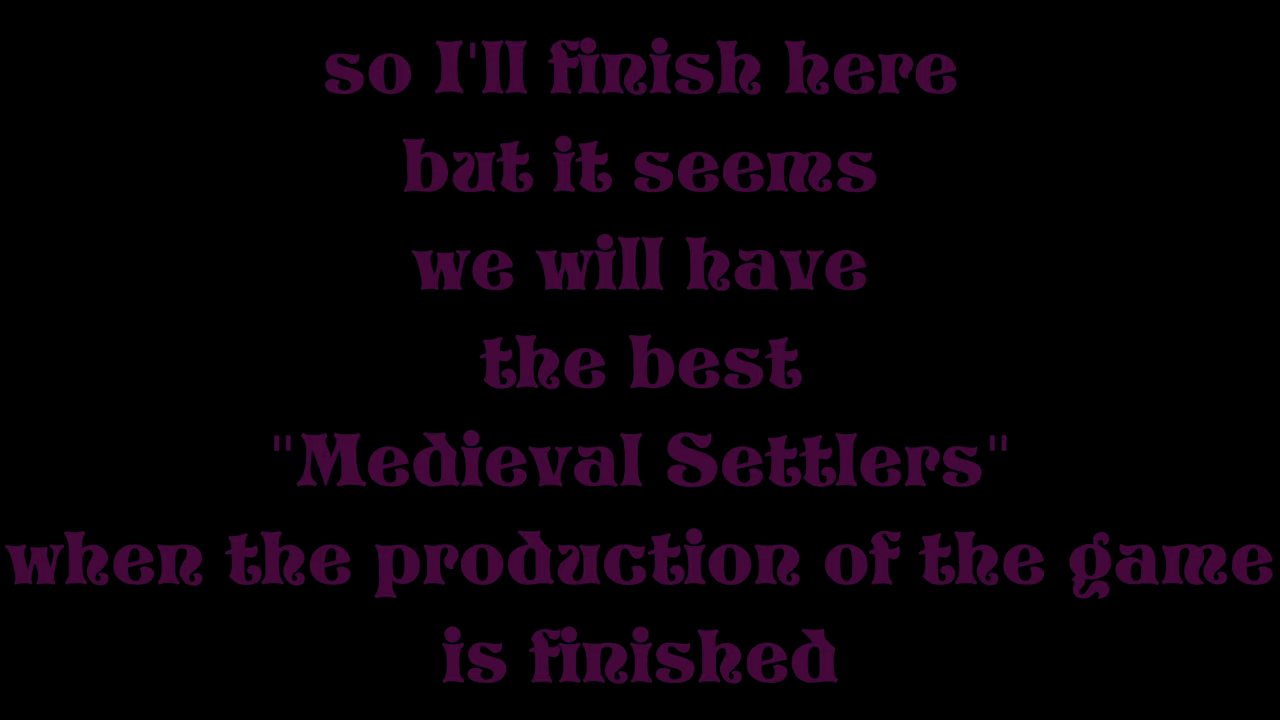 so I'll finish here
but it seems
we will have
the best
"Medieval Settlers"
when the production of the game
is finished